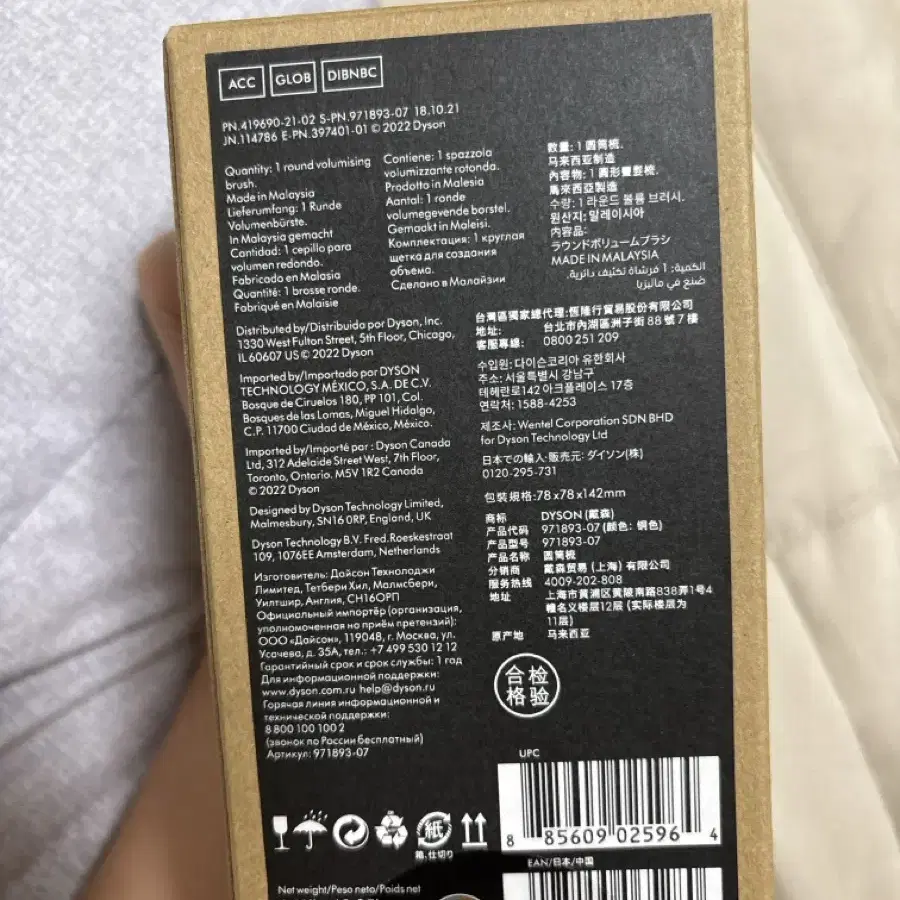 ACC GLOB DIBNBC
PN.419690-21-02 S-PN.971893-07 18.10.21
JN.114786 E-PN.397401-01 © 2022 Dyson
Quantity: 1 round volumising
brush.
Made in Malaysia
Lieferumfang: 1 Runde
Volumenbürste.
In Malaysia gemacht
Cantidad: 1 cepillo para
volumen redondo.
Fabricado en Malasia
Quantité: 1 brosse ronde.
Fabriqué en Malaisie
Contiene: 1 spazzola
volumizzante rotonda.
Prodotto in Malesia
Aantal: 1 ronde
volumegevende borstel.
Gemaakt in Maleisi.
Комплектация: 1 круглая
щетка для создания
объема.
Сделано в Малайзии
数量: 1 圆筒梳.
马来西亚制造
內容物: 1 圓形豐髮梳.
馬來西亞製造
수량: 1 라운드 볼륨 브러시.
원산지: 말레이시아
内容品:
ラウンドボリュームブラシ
MADE IN MALAYSIA
الكمية: 1 فرشاة تكثيف دائرية.
صنع في ماليزيا
Distributed by/Distribuida por Dyson, Inc.
1330 West Fulton Street, 5th Floor, Chicago,
IL 60607 US © 2022 Dyson
Imported by/Importado por DYSON
TECHNOLOGY MÉXICO, S.A. DE C.V.
Bosque de Ciruelos 180, PP 101, Col.
Bosques de las Lomas, Miguel Hidalgo,
C.P. 11700 Ciudad de México, México.
Imported by/Importé par : Dyson Canada
Ltd, 312 Adelaide Street West, 7th Floor,
Toronto, Ontario. M5V 1R2 Canada
© 2022 Dyson
Designed by Dyson Technology Limited,
Malmesbury, SN16 0RP, England, UK
Dyson Technology B.V. Fred.Roeskestraat
109, 1076EE Amsterdam, Netherlands
Изготовитель: Дайсон Технолоджи
Лимитед, Тетбери Хил, Малмсбери,
Уилтшир, Англия, СН16ОРП
Официальный импортёр (организация,
уполномоченная на приём претензий):
ООО «Дайсон», 119048, г. Москва, ул.
Усачева, д. 35А, тел.: +7 499 530 12 12
Гарантийный срок и срок службы: 1 год
Для информационной поддержки:
www.dyson.com.ru help@dyson.ru
Горячая линия информационной и
технической поддержки:
8 800 100 100 2
(звонок по России бесплатный)
Артикул: 971893-07
台灣區獨家總代理:恆隆行貿易股份有限公司
地址: 台北市內湖區洲子街 88 號 7 樓
客服專線: 0800 251 209
수입원: 다이슨코리아 유한회사
주소: 서울특별시 강남구
테헤란로142 아크플레이스 17층
연락처: 1588-4253
제조사: Wentel Corporation SDN BHD
for Dyson Technology Ltd
日本での輸入·販売元: ダイソン(株)
0120-295-731
包裝規格:78 x 78 x 142mm
商标 DYSON (戴森)
产品代码 971893-07 (颜色: 铜色)
产品型号 971893-07
产品名称 圆筒梳
分销商 戴森贸易 (上海) 有限公司
服务热线 4009-202-808
地址 上海市黄浦区黄陂南路838弄1号4
幢名义楼层12层 (实际楼层为
11层)
原产地 马来西亚
合 检
格 验
UPC
8 85609 02596 4
EAN/日本/中国
紙
箱,仕切り
Net weight/Peso neto/Poids net